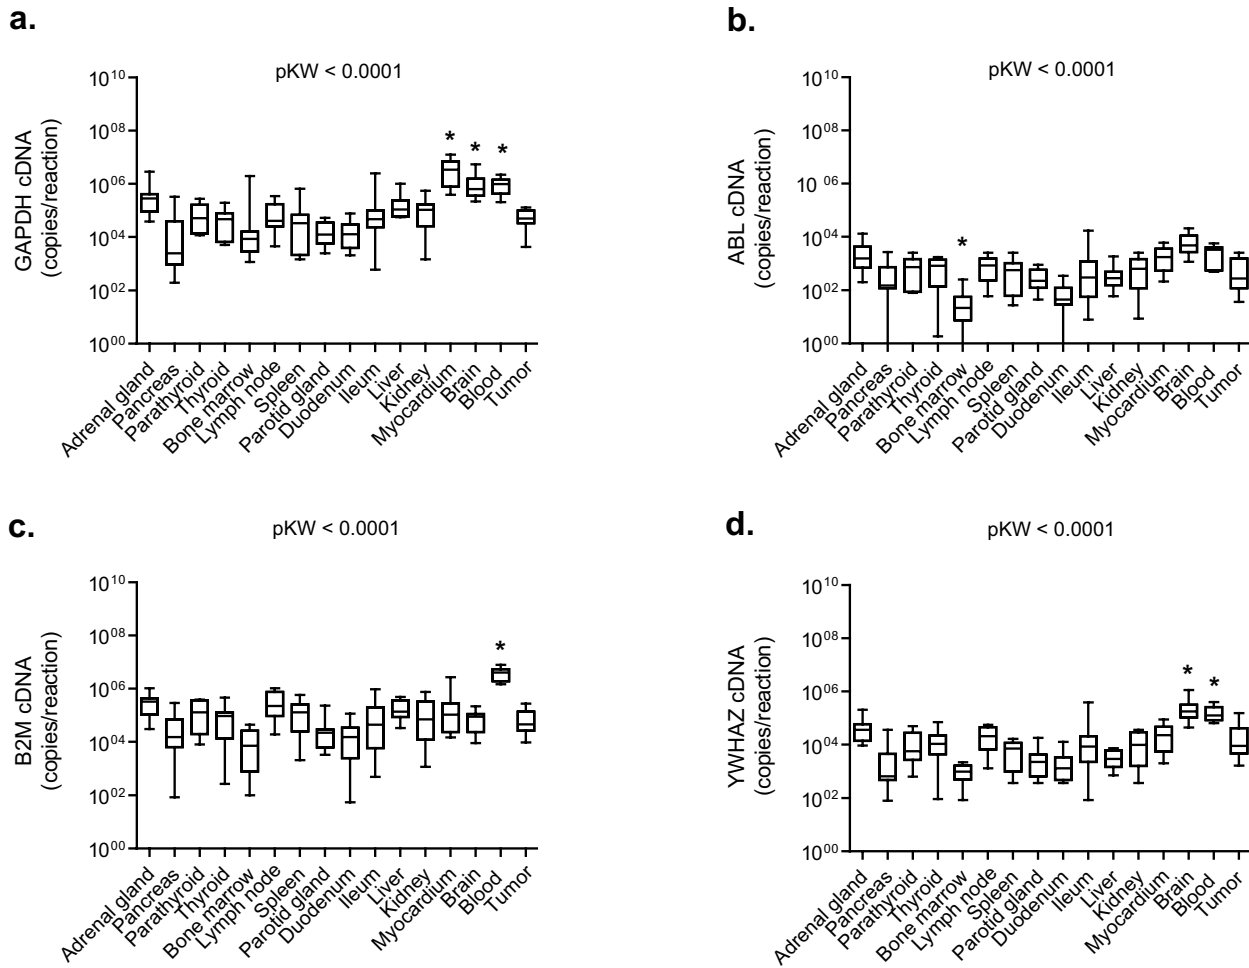 a.
pKW < 0.0001
GAPDH cDNA
(copies/reaction)
10^10
10^08
10^06
10^04
10^02
10^00
* * *
Adrenal gland
Pancreas
Parathyroid
Thyroid
Bone marrow
Lymph node
Spleen
Parotid gland
Duodenum
Ileum
Liver
Kidney
Myocardium
Brain
Blood
Tumor
b.
pKW < 0.0001
ABL cDNA
(copies/reaction)
10^10
10^08
10^06
10^04
10^02
10^00
*
Adrenal gland
Pancreas
Parathyroid
Thyroid
Bone marrow
Lymph node
Spleen
Parotid gland
Duodenum
Ileum
Liver
Kidney
Myocardium
Brain
Blood
Tumor
c.
pKW < 0.0001
B2M cDNA
(copies/reaction)
10^10
10^08
10^06
10^04
10^02
10^00
*
Adrenal gland
Pancreas
Parathyroid
Thyroid
Bone marrow
Lymph node
Spleen
Parotid gland
Duodenum
Ileum
Liver
Kidney
Myocardium
Brain
Blood
Tumor
d.
pKW < 0.0001
YWHAZ cDNA
(copies/reaction)
10^10
10^08
10^06
10^04
10^02
10^00
* *
Adrenal gland
Pancreas
Parathyroid
Thyroid
Bone marrow
Lymph node
Spleen
Parotid gland
Duodenum
Ileum
Liver
Kidney
Myocardium
Brain
Blood
Tumor